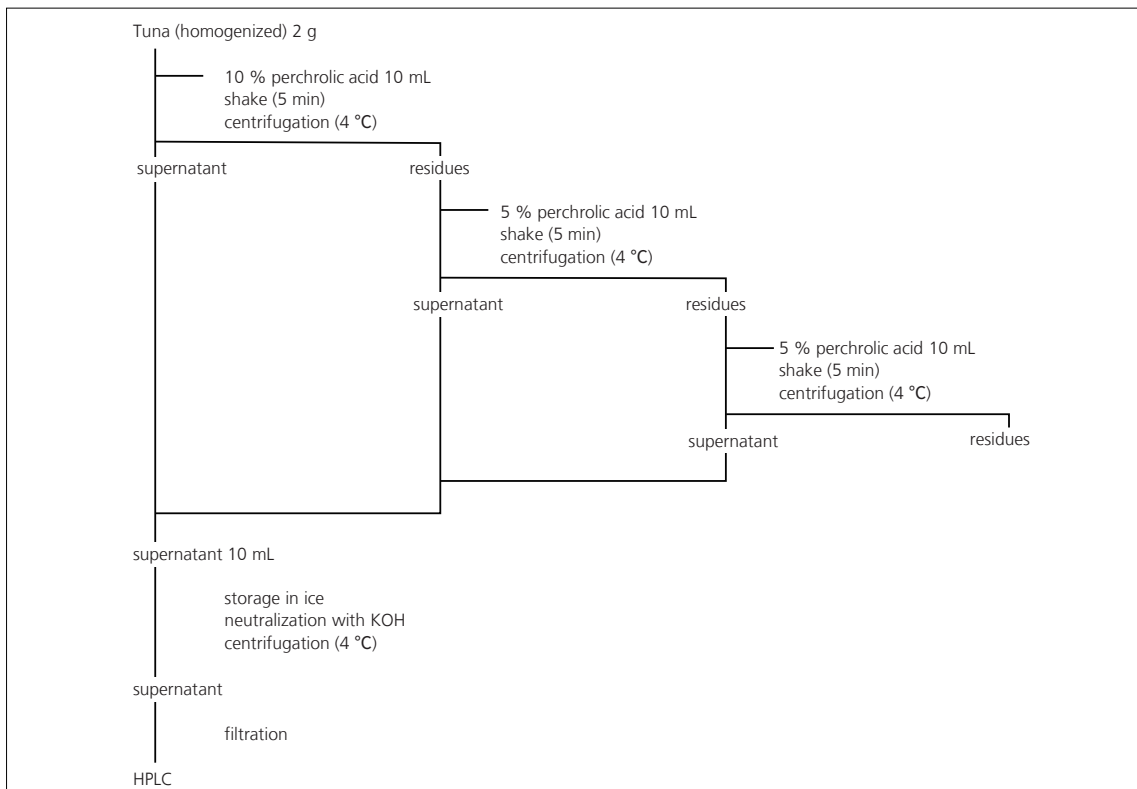 Tuna (homogenized) 2 g
10 % perchrolic acid 10 mL
shake (5 min)
centrifugation (4 °C)
supernatant
residues
5 % perchrolic acid 10 mL
shake (5 min)
centrifugation (4 °C)
supernatant
residues
5 % perchrolic acid 10 mL
shake (5 min)
centrifugation (4 °C)
supernatant
residues
supernatant 10 mL
storage in ice
neutralization with KOH
centrifugation (4 °C)
supernatant
filtration
HPLC